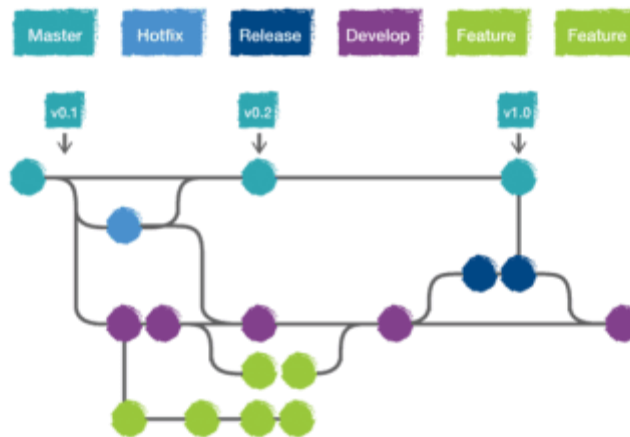 Master
Hotfix
Release
Develop
Feature
Feature
v0.1
v0.2
v1.0